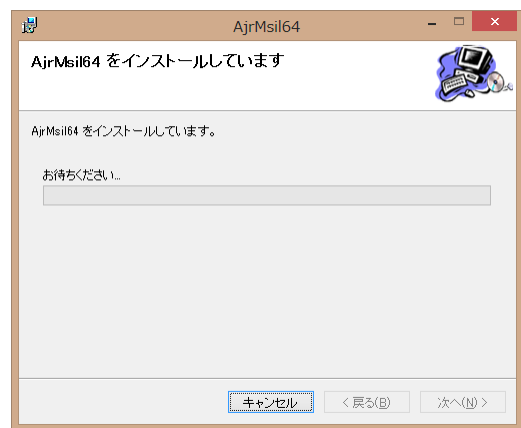 AjrMsil64
AjrMsil64 をインストールしています
AjrMsil64 をインストールしています。
お待ちください...
キャンセル
< 戻る(B)
次へ(N) >